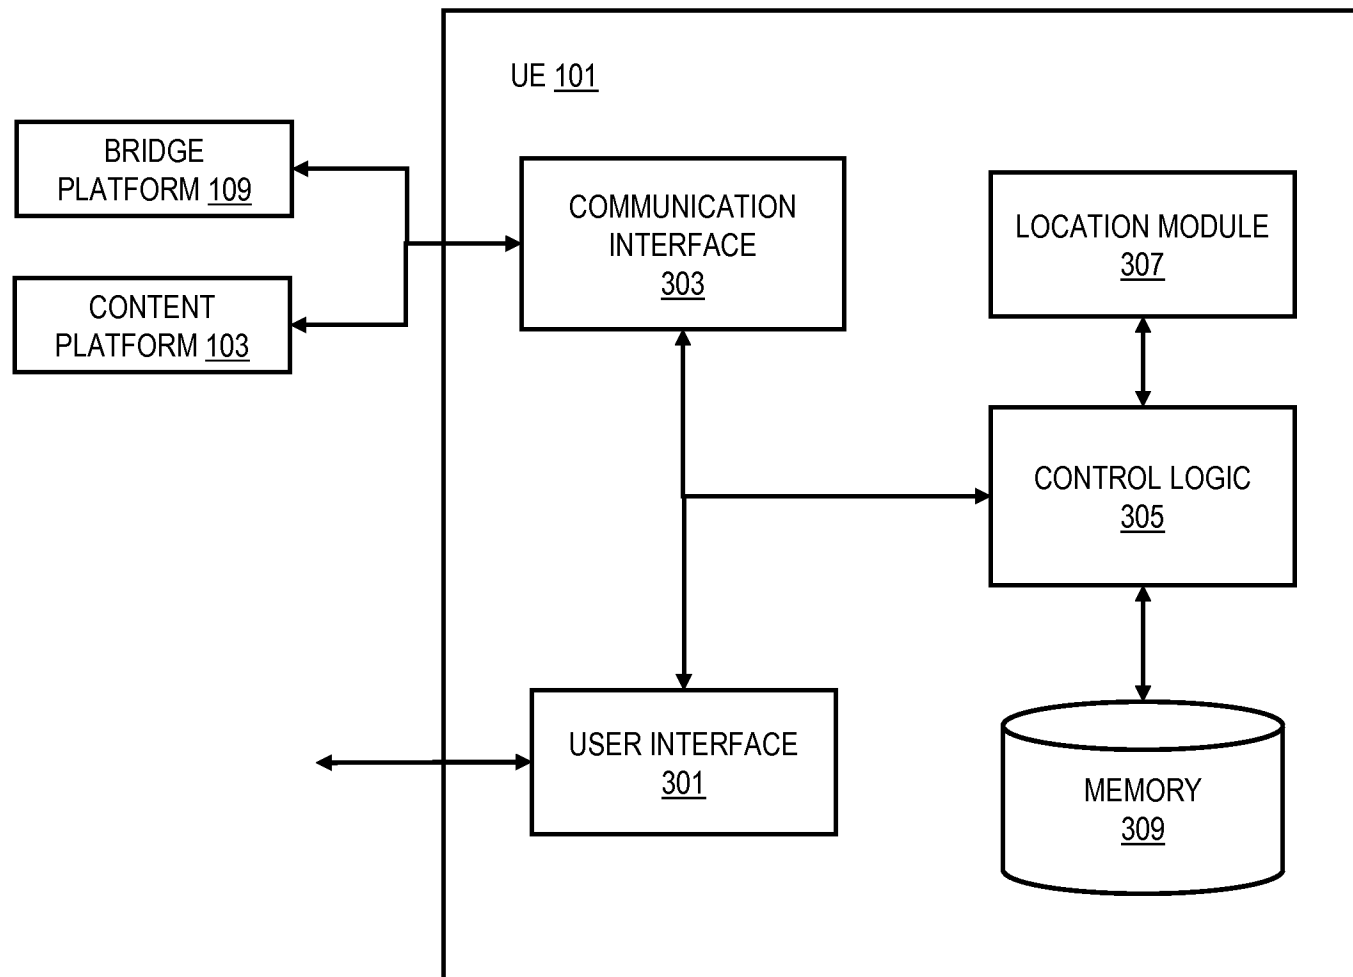 UE 101
BRIDGE
PLATFORM 109
CONTENT
PLATFORM 103
COMMUNICATION
INTERFACE
303
LOCATION MODULE
307
CONTROL LOGIC
305
USER INTERFACE
301
MEMORY
309